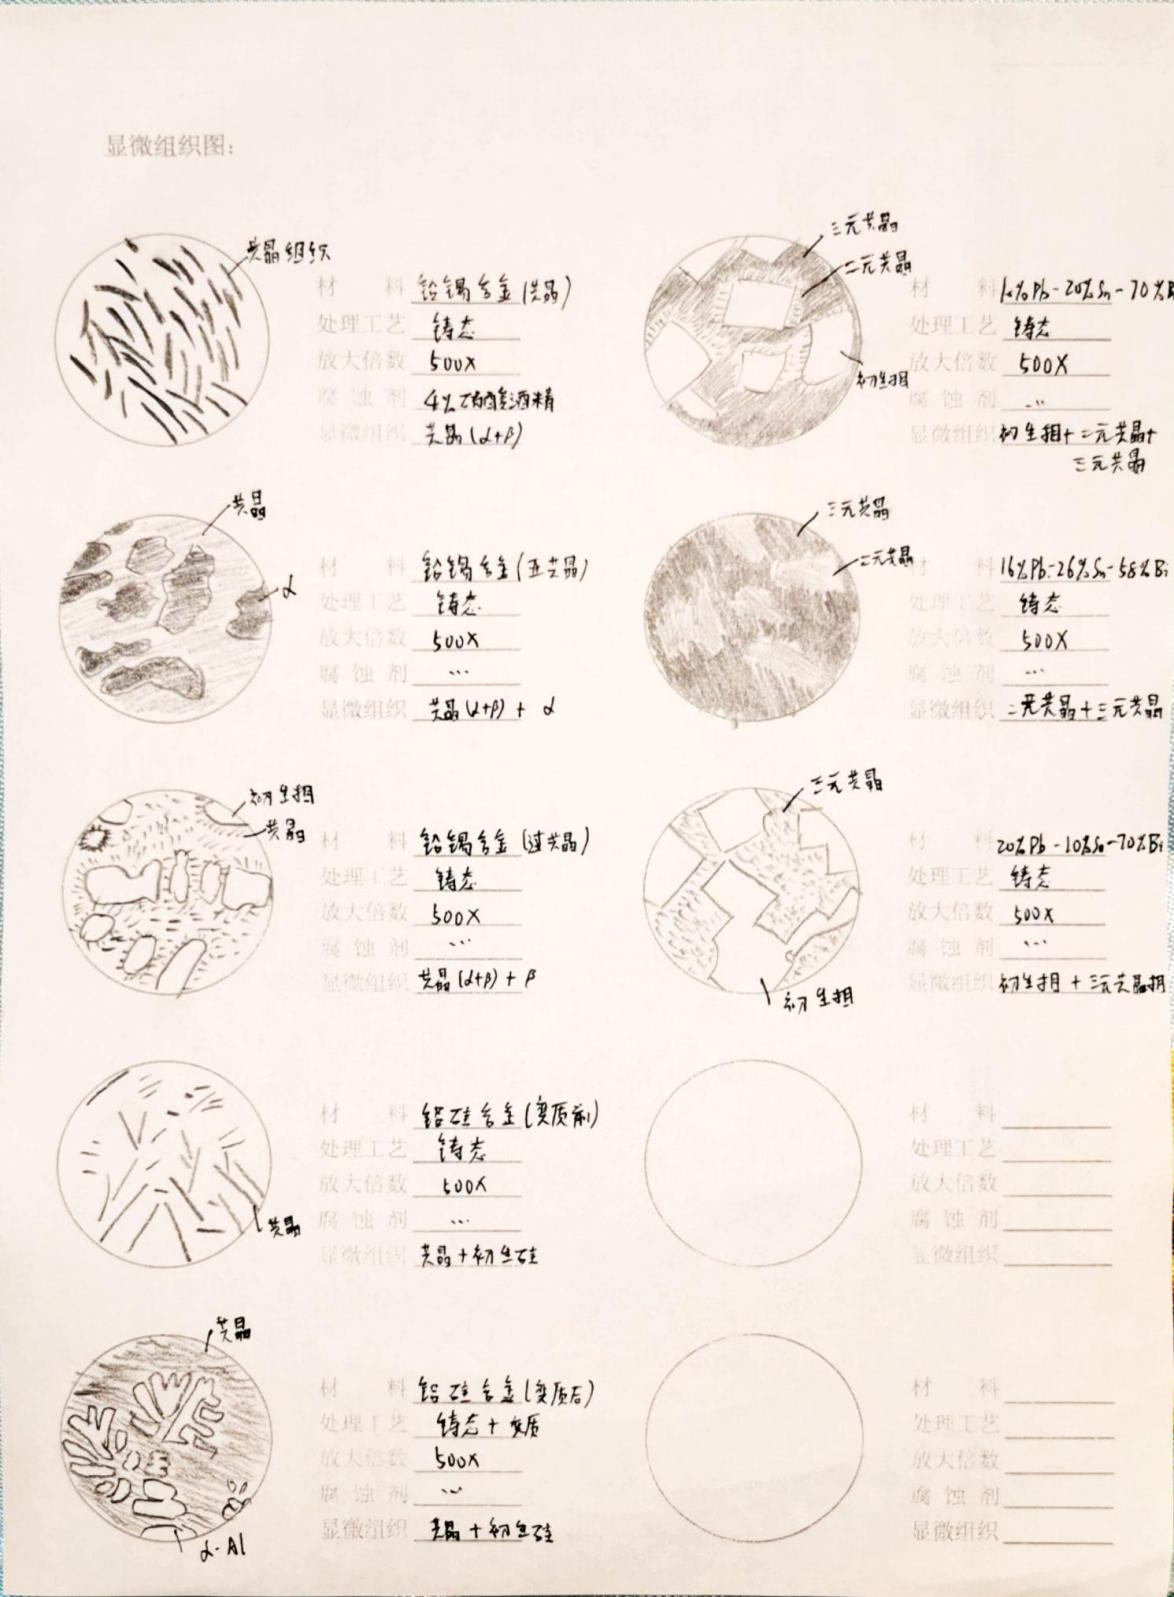 显微组织图：
共晶组织
材 料 铅锡合金(共晶)
处理工艺 铸态
放大倍数 500X
腐蚀剂 4%硝酸酒精
显微组织 共晶(α+β)
共晶
α
材 料 铅锡合金(亚共晶)
处理工艺 铸态
放大倍数 500X
腐蚀剂 ...
显微组织 共晶(α+β) + α
初生相
共晶
材 料 铅锡合金(过共晶)
处理工艺 铸态
放大倍数 500X
腐蚀剂 ...
显微组织 共晶(α+β) + β
共晶
材 料 铝硅合金(变质前)
处理工艺 铸态
放大倍数 500X
腐蚀剂 ...
显微组织 共晶+初生硅
共晶
α-Al
材 料 铝硅合金(变质后)
处理工艺 铸态+变质
放大倍数 500X
腐蚀剂 ...
显微组织 共晶+初生硅
三元共晶
二元共晶
初生相
材 料 10%Pb-20%Sn-70%B
处理工艺 铸态
放大倍数 500X
腐蚀剂 ...
显微组织 初生相+二元共晶+
三元共晶
三元共晶
二元共晶
材 料 16%Pb-26%Sn-58%Bi
处理工艺 铸态
放大倍数 500X
腐蚀剂 ...
显微组织 二元共晶+三元共晶
三元共晶
初生相
材 料 20%Pb-10%Sn-70%Bi
处理工艺 铸态
放大倍数 500X
腐蚀剂 ...
显微组织 初生相+三元共晶相
材 料
处理工艺
放大倍数
腐蚀剂
显微组织
材 料
处理工艺
放大倍数
腐蚀剂
显微组织